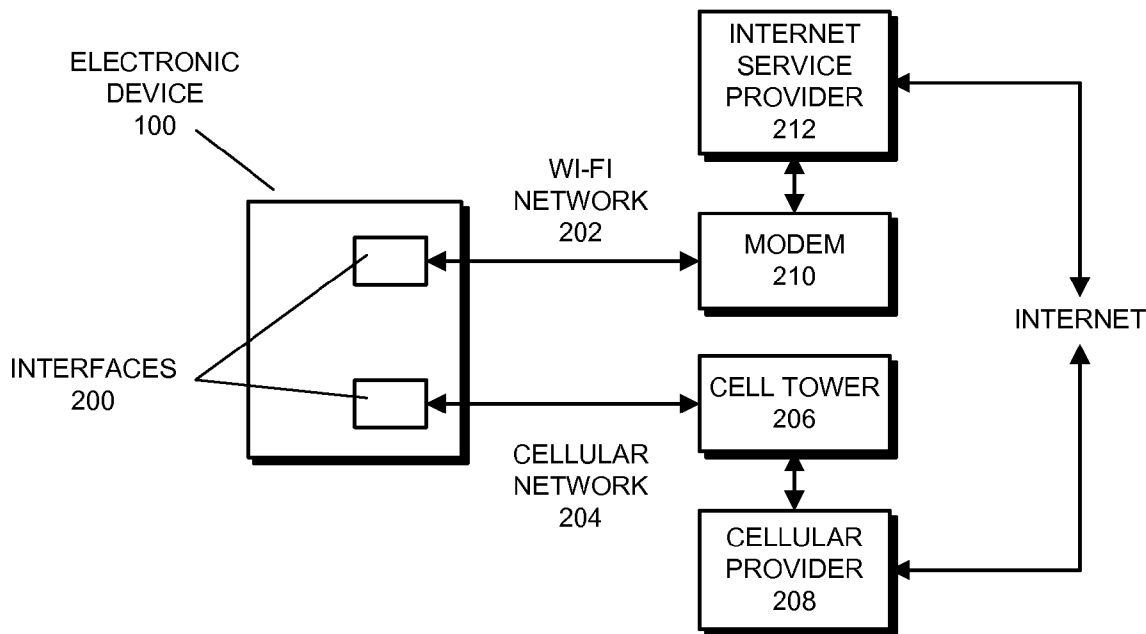 ELECTRONIC
DEVICE
100
INTERNET
SERVICE
PROVIDER
212
WI-FI
NETWORK
202
MODEM
210
INTERNET
INTERFACES
200
CELL TOWER
206
CELLULAR
NETWORK
204
CELLULAR
PROVIDER
208